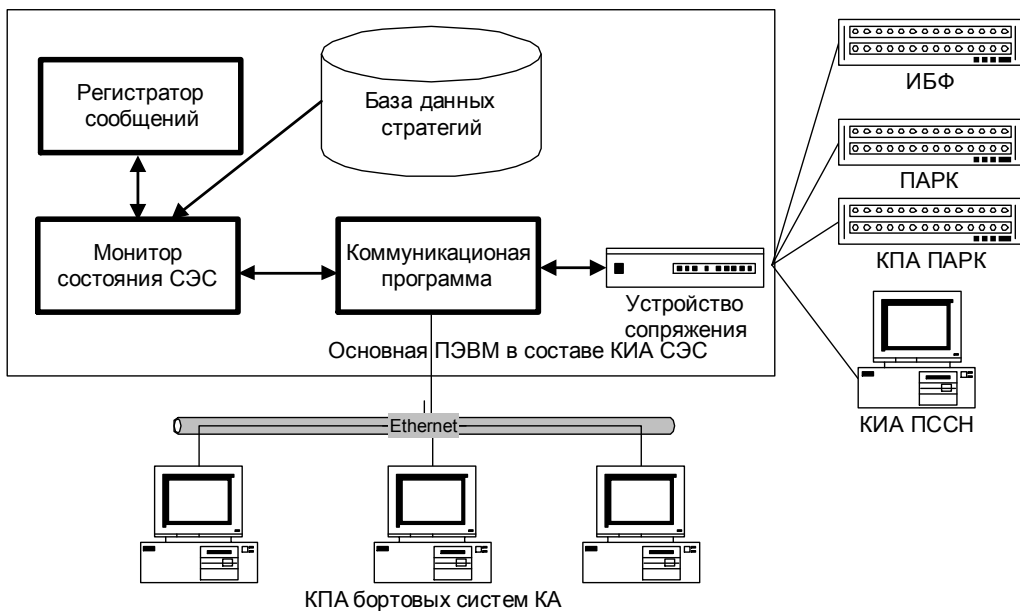 Регистратор
сообщений
База данных
стратегий
Монитор
состояния СЭС
Коммуникационая
программа
Устройство
сопряжения
Основная ПЭВМ в составе КИА СЭС
ИБФ
ПАРК
КПА ПАРК
КИА ПССН
Ethernet
КПА бортовых систем КА